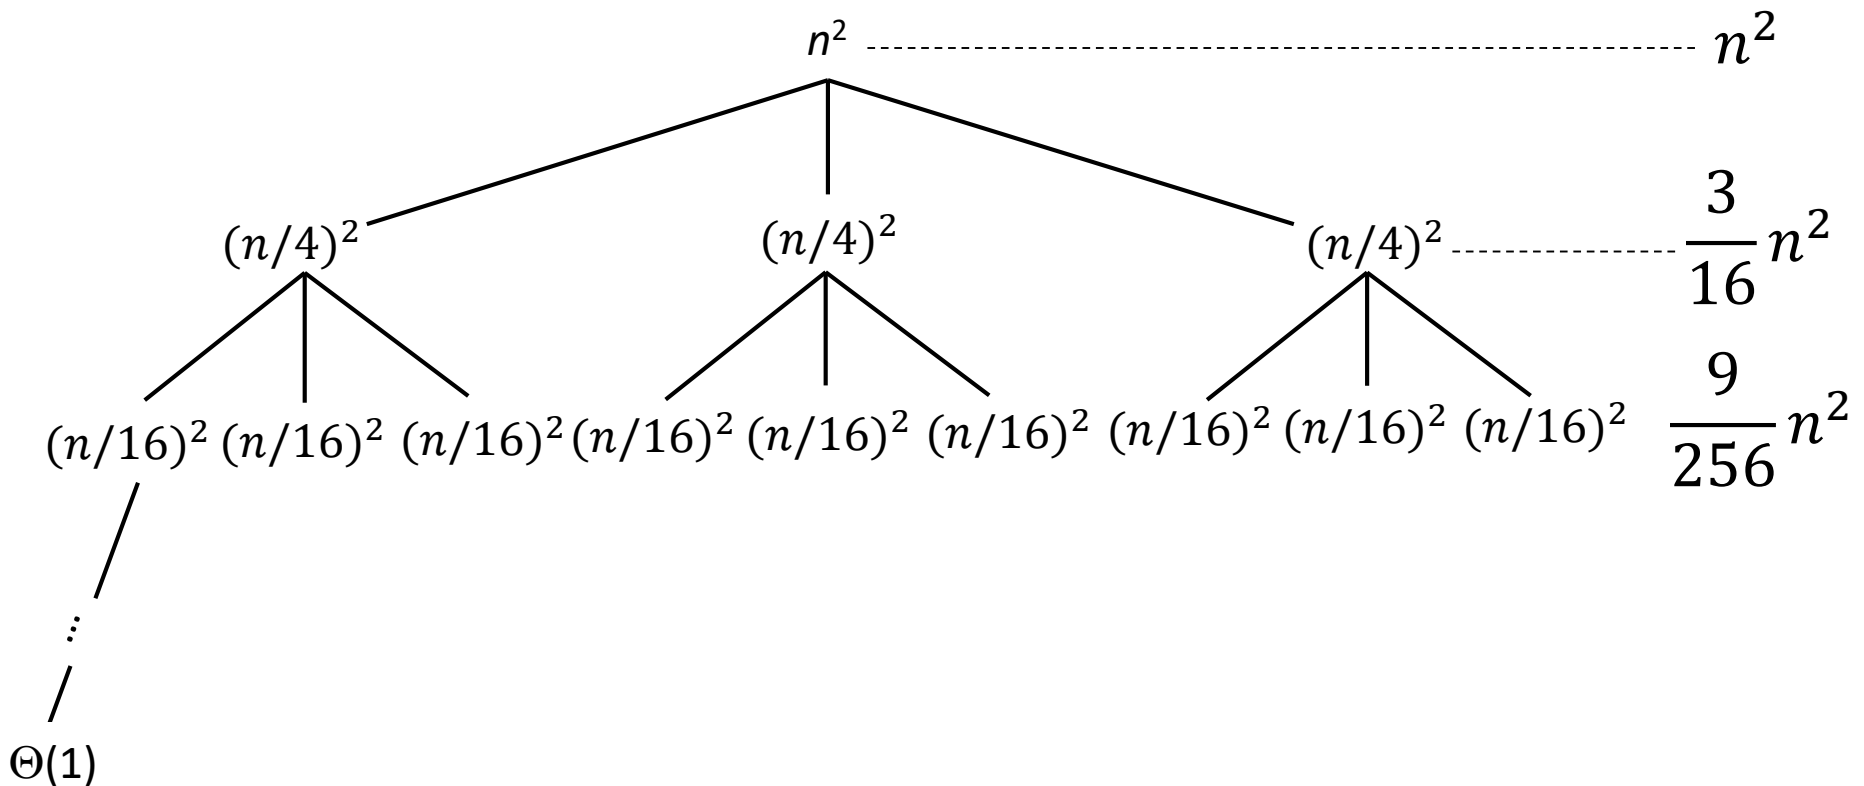 n² n²
(n/4)² (n/4)² (n/4)² 3/16 n²
(n/16)² (n/16)² (n/16)² (n/16)² (n/16)² (n/16)² (n/16)² (n/16)² (n/16)² 9/256 n²
⋮
Θ(1)